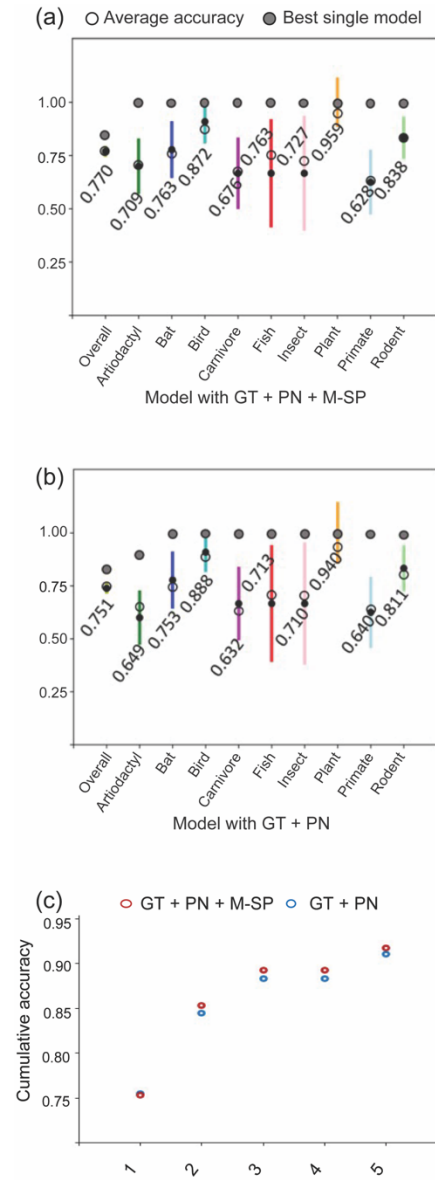 (a)
Average accuracy Best single model
1.00
0.75
0.50
0.25
0.770
0.709
0.763
0.872
0.676
0.763
0.727
0.959
0.628
0.838
Overall
Artiodactyl
Bat
Bird
Carnivore
Fish
Insect
Plant
Primate
Rodent
Model with GT + PN + M-SP
(b)
1.00
0.75
0.50
0.25
0.751
0.649
0.753
0.888
0.632
0.713
0.710
0.940
0.640
0.811
Overall
Artiodactyl
Bat
Bird
Carnivore
Fish
Insect
Plant
Primate
Rodent
Model with GT + PN
(c)
GT + PN + M-SP GT + PN
Cumulative accuracy
0.95
0.90
0.85
0.80
0.75
1
2
3
4
5